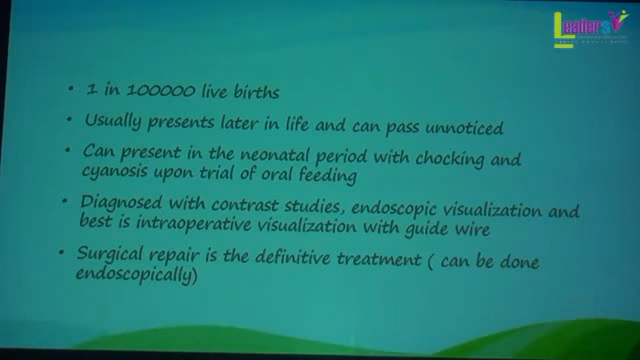 LeadersV
• 1 in 100000 live births
• Usually presents later in life and can pass unnoticed
• Can present in the neonatal period with chocking and
cyanosis upon trial of oral feeding
• Diagnosed with contrast studies, endoscopic visualization and
best is intraoperative visualization with guide wire
• Surgical repair is the definitive treatment ( can be done
endoscopically)